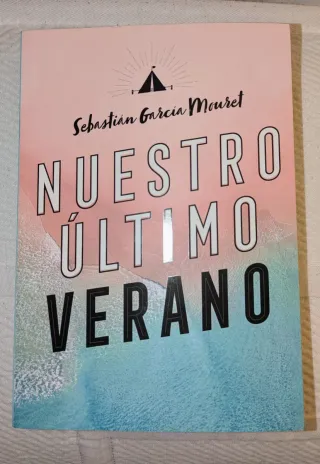 Sebastián García Mouret
NUESTRO
ÚLTIMO
VERANO